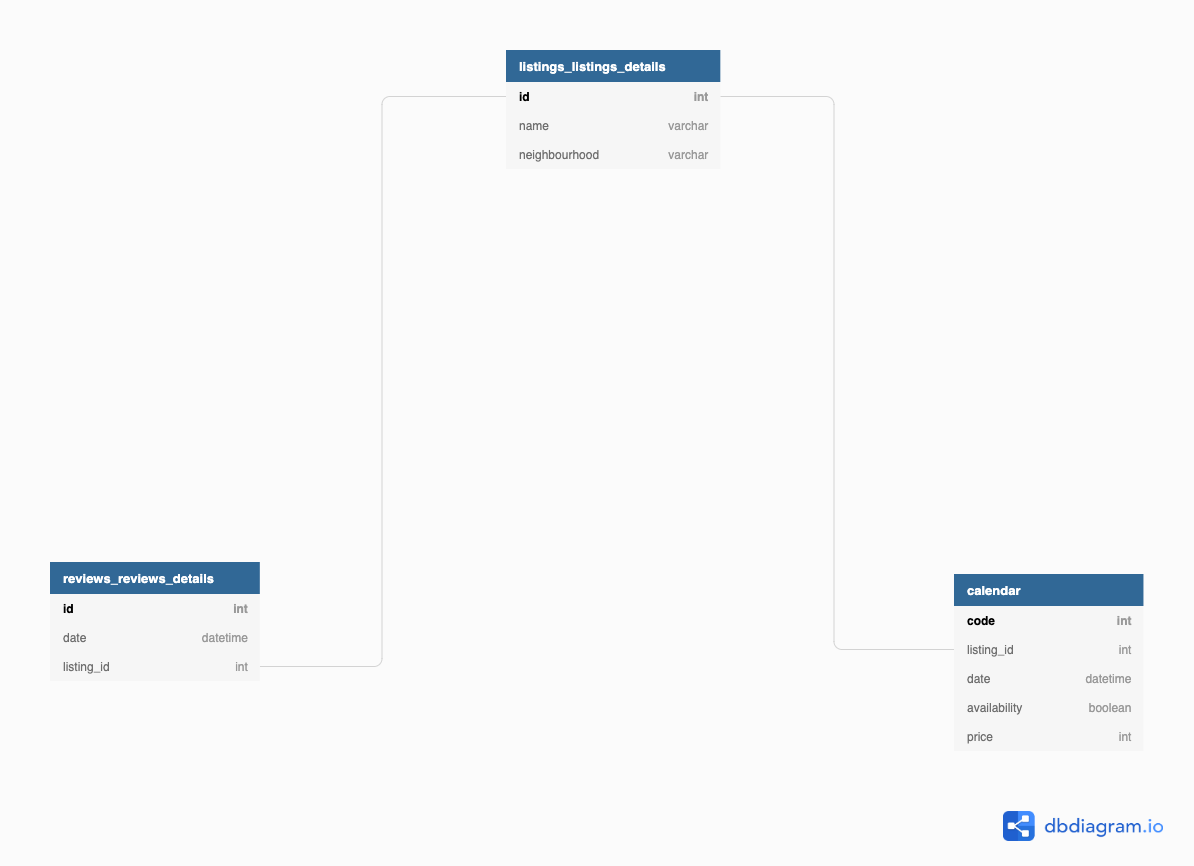 listings_listings_details
id int
name varchar
neighbourhood varchar
reviews_reviews_details
id int
date datetime
listing_id int
calendar
code int
listing_id int
date datetime
availability boolean
price int
dbdiagram.io